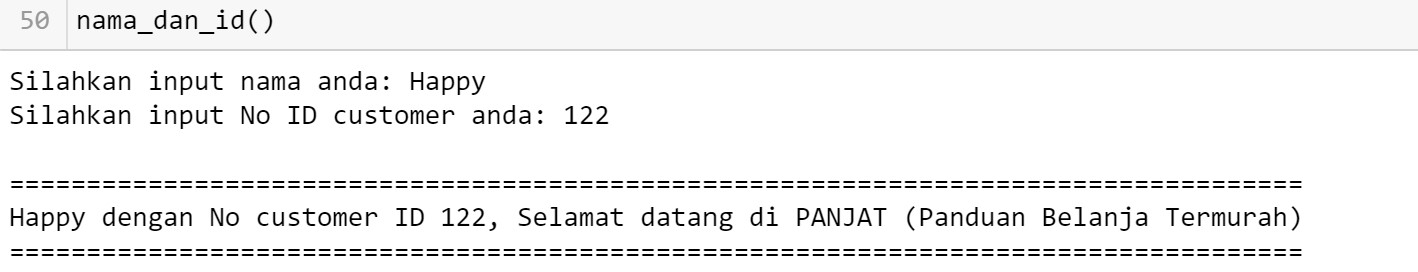 50 nama_dan_id()
Silahkan input nama anda: Happy
Silahkan input No ID customer anda: 122
====================================================================================
Happy dengan No customer ID 122, Selamat datang di PANJAT (Panduan Belanja Termurah)
====================================================================================